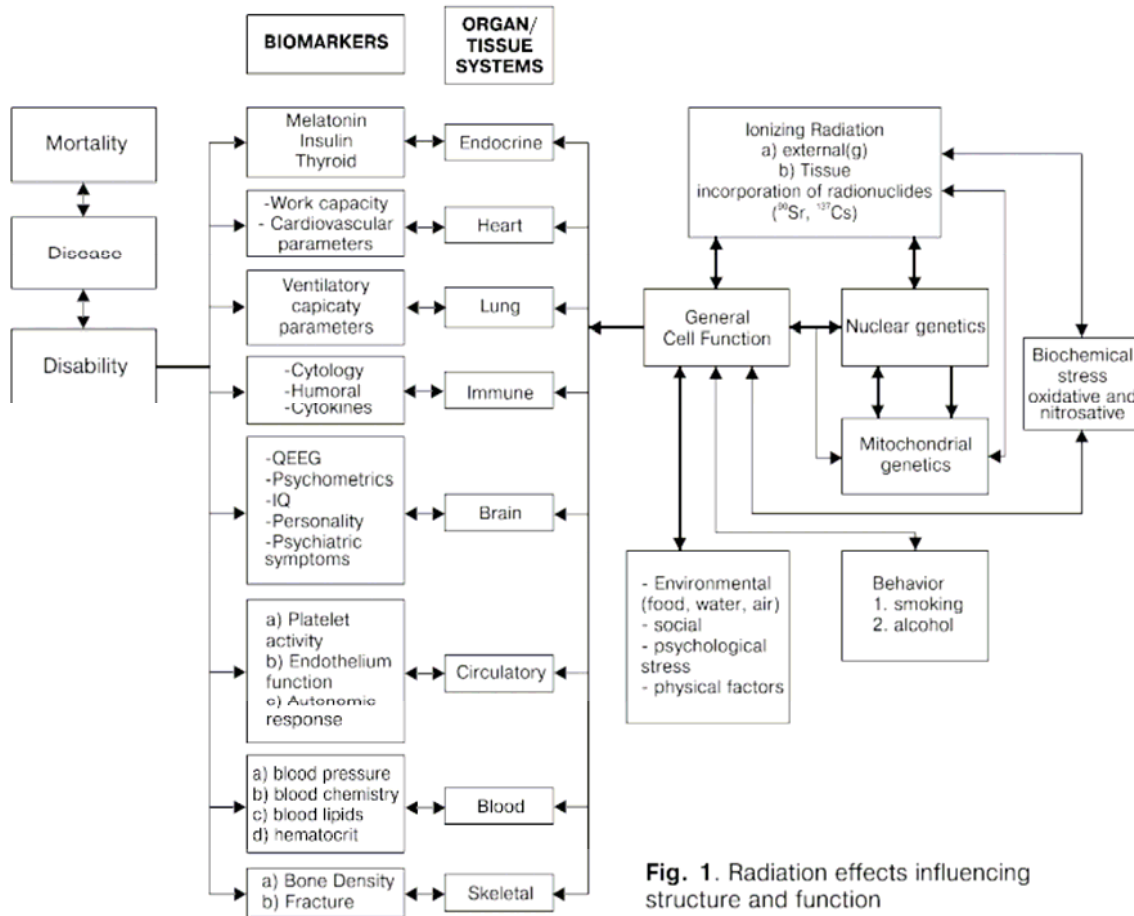 BIOMARKERS
ORGAN/
TISSUE
SYSTEMS
Mortality
Disease
Disability
Melatonin
Insulin
Thyroid
Endocrine
-Work capacity
- Cardiovascular
parameters
Heart
Ventilatory
capicaty
parameters
Lung
-Cytology
-Humoral
-Cytokines
Immune
-QEEG
-Psychometrics
-IQ
-Personality
-Psychiatric
symptoms
Brain
a) Platelet
activity
b) Endothelium
function
c) Autonomic
response
Circulatory
a) blood pressure
b) blood chemistry
c) blood lipids
d) hematocrit
Blood
a) Bone Density
b) Fracture
Skeletal
Ionizing Radiation
a) external(g)
b) Tissue
incorporation of radionuclides
(⁹⁰Sr, ¹³⁷Cs)
General
Cell Function
Nuclear genetics
Mitochondrial
genetics
Biochemical
stress
oxidative and
nitrosative
- Environmental
(food, water, air)
- social
- psychological
stress
- physical factors
Behavior
1. smoking
2. alcohol
Fig. 1. Radiation effects influencing
structure and function